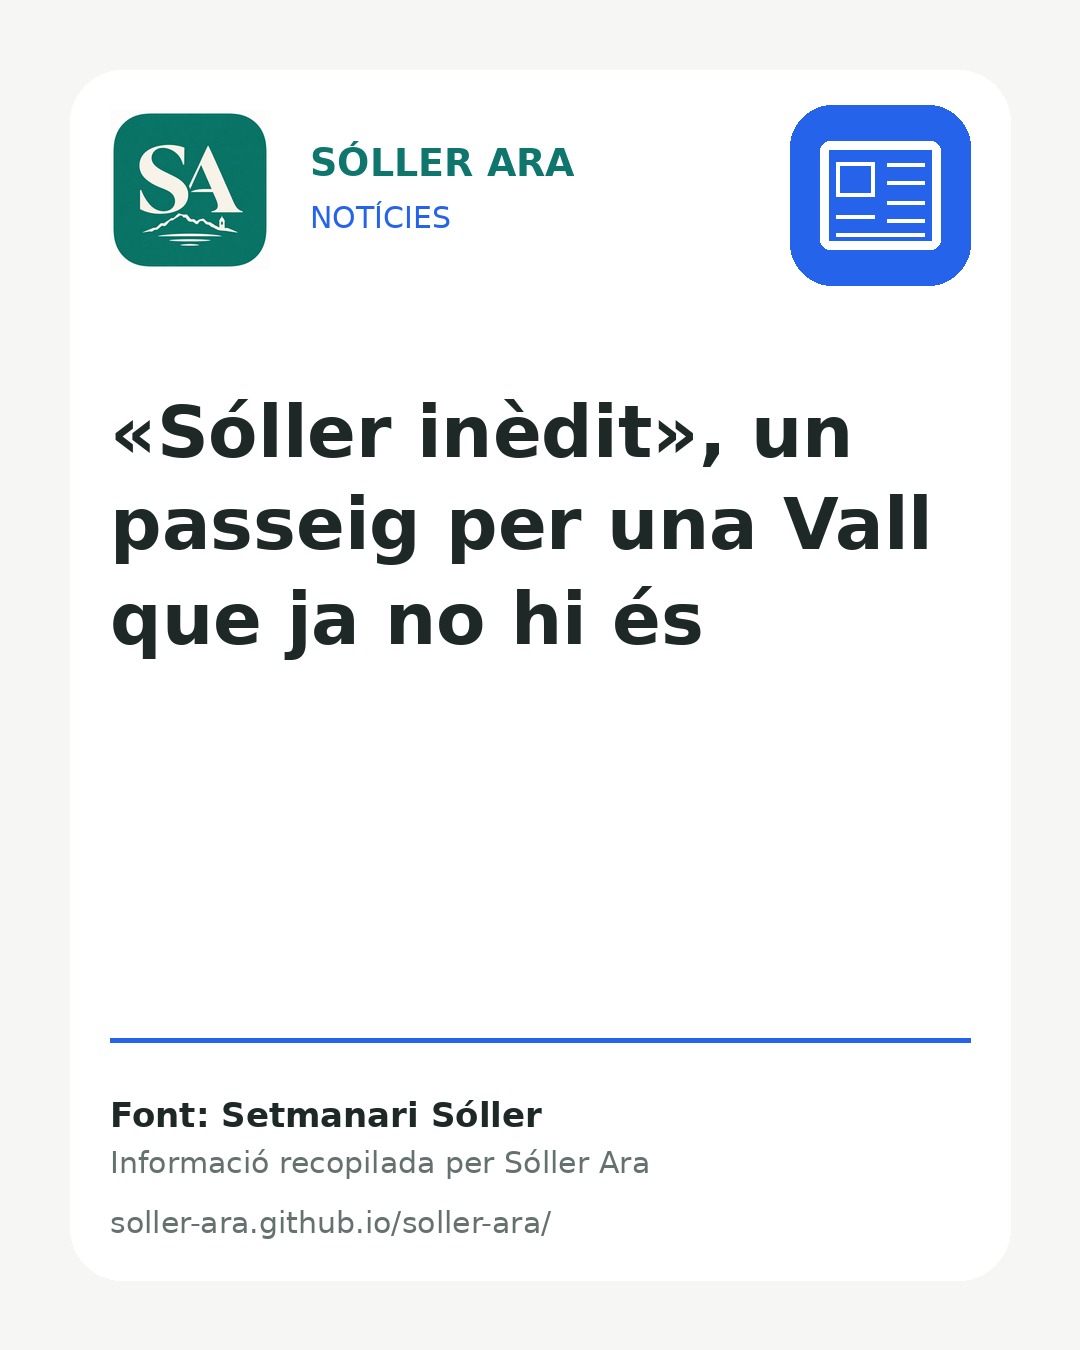 SA
SÓLLER ARA
NOTÍCIES
«Sóller inèdit», un
passeig per una Vall
que ja no hi és
Font: Setmanari Sóller
Informació recopilada per Sóller Ara
soller-ara.github.io/soller-ara/